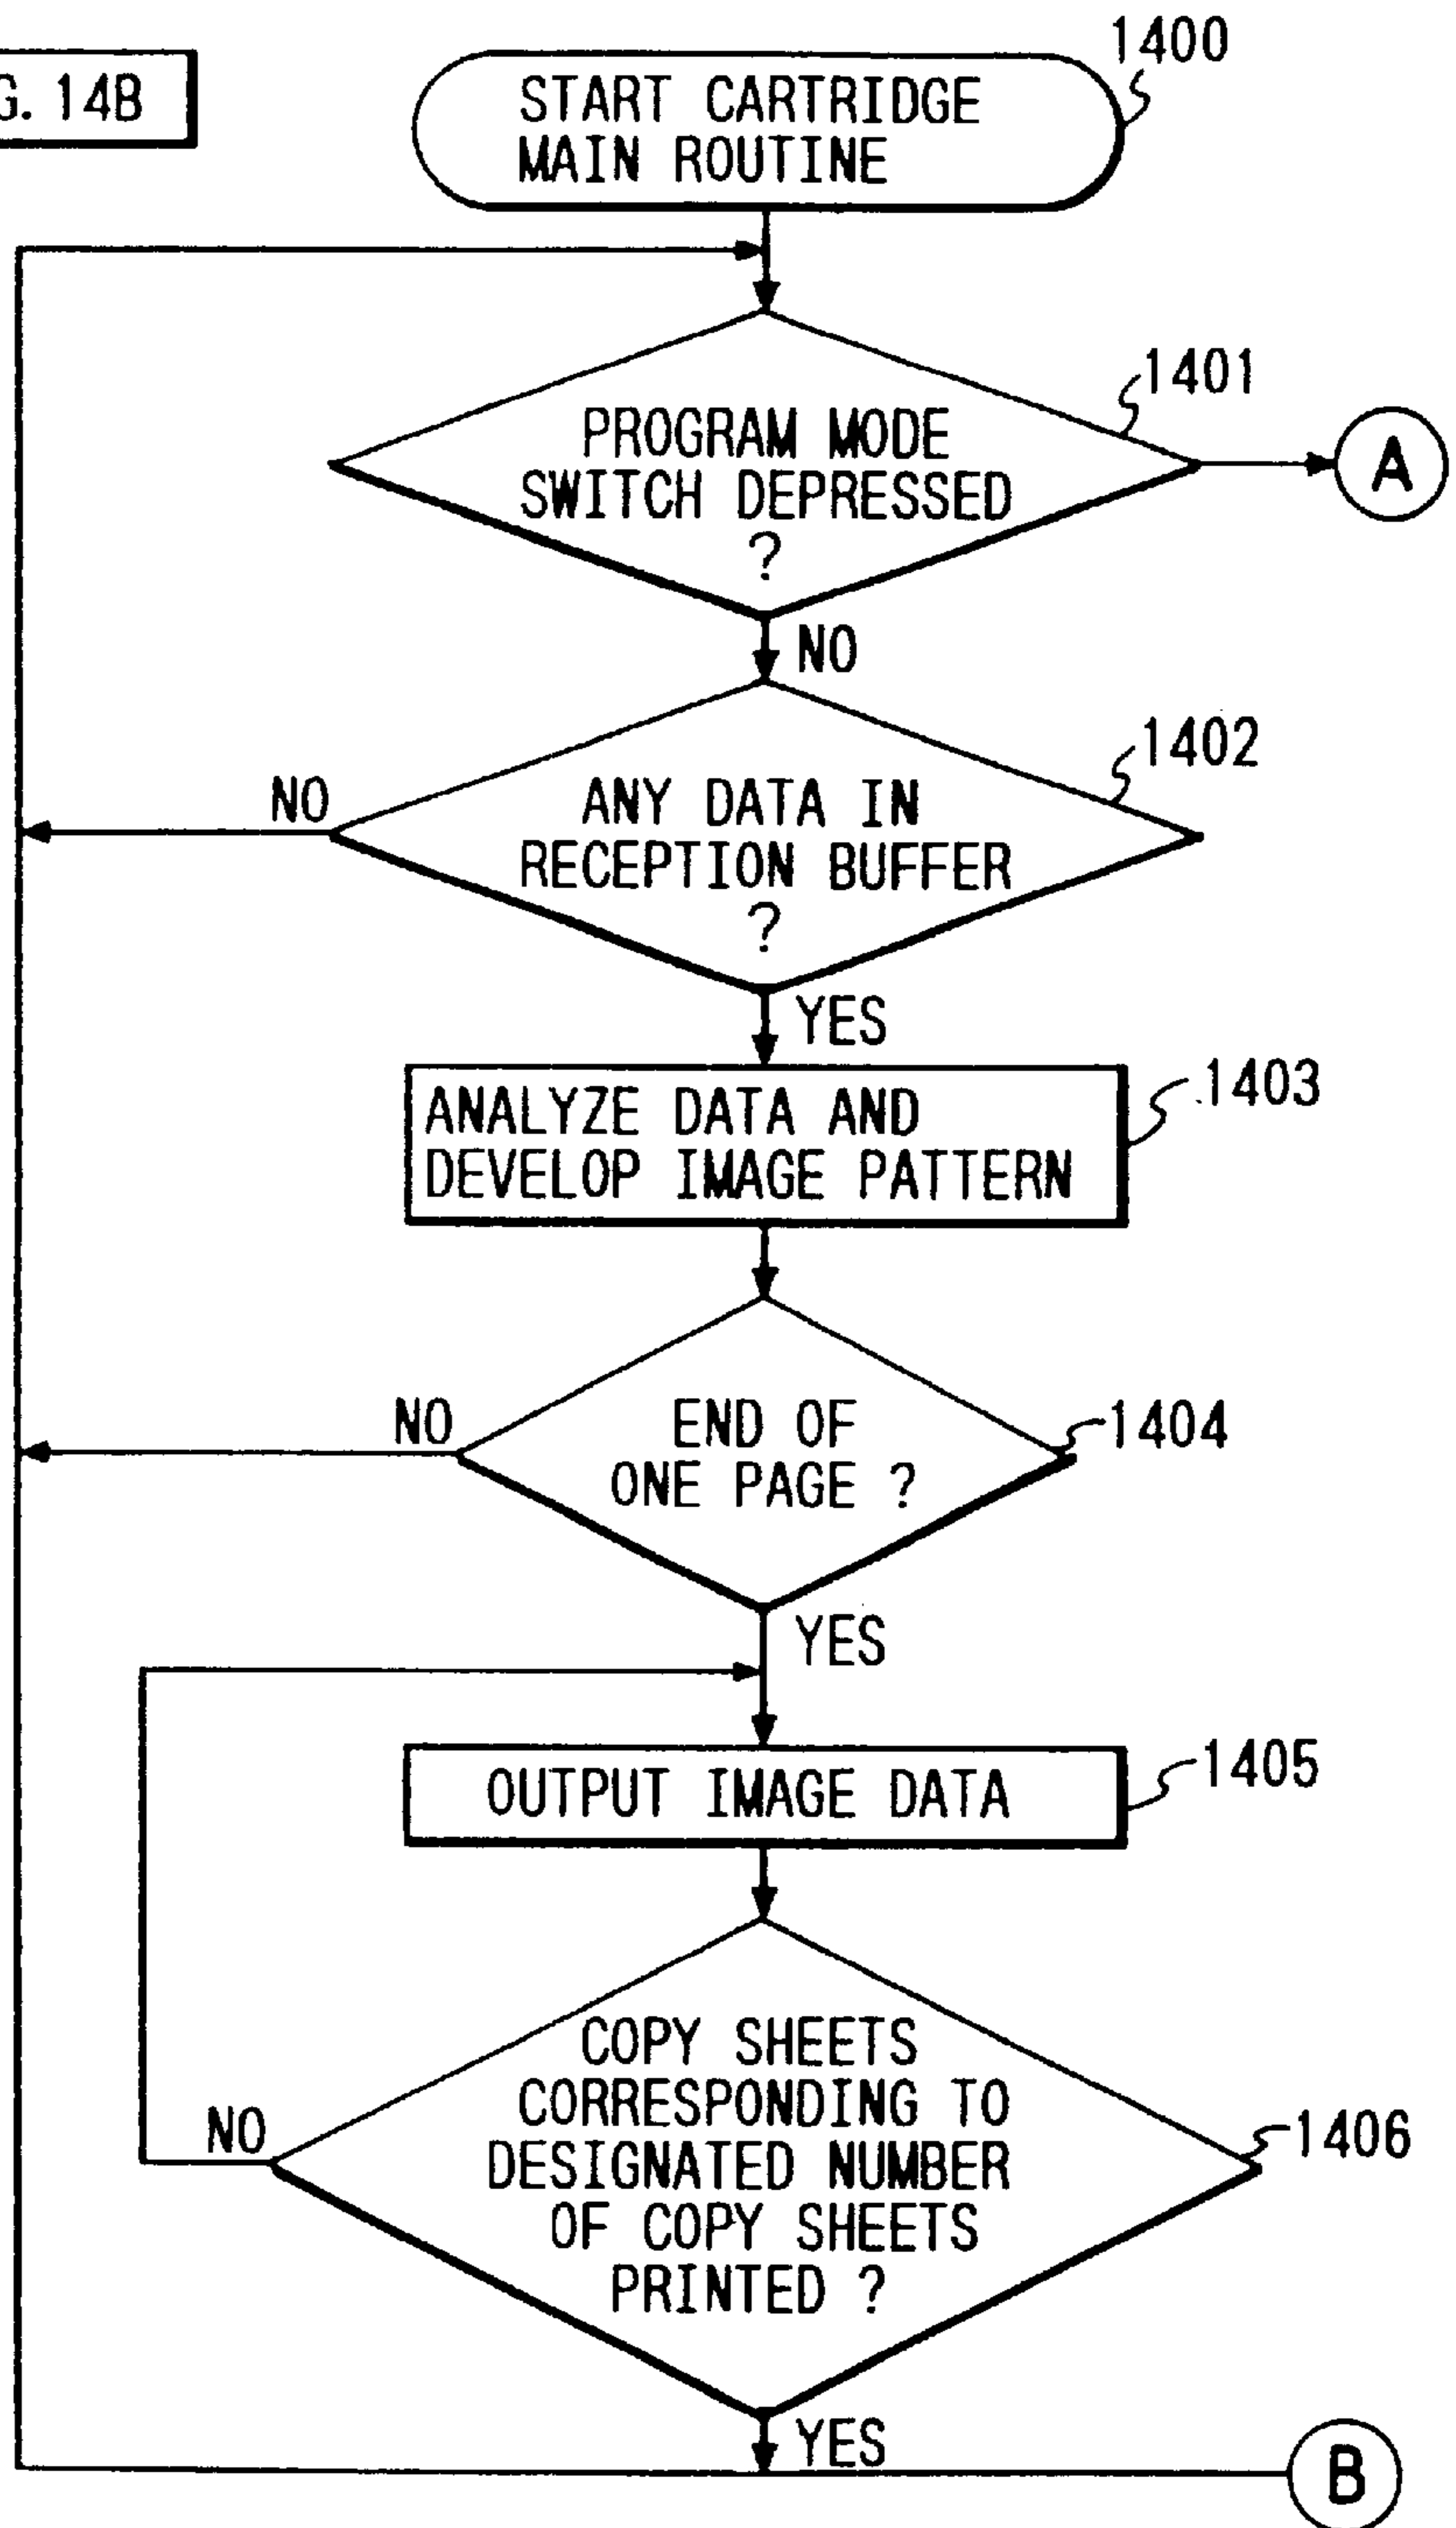 G. 14B
1400
START CARTRIDGE
MAIN ROUTINE
1401
PROGRAM MODE
SWITCH DEPRESSED
?
A
NO
1402
NO
ANY DATA IN
RECEPTION BUFFER
?
YES
1403
ANALYZE DATA AND
DEVELOP IMAGE PATTERN
NO
END OF
ONE PAGE ?
1404
YES
1405
OUTPUT IMAGE DATA
COPY SHEETS
CORRESPONDING TO
DESIGNATED NUMBER
OF COPY SHEETS
PRINTED ?
NO
1406
YES
B